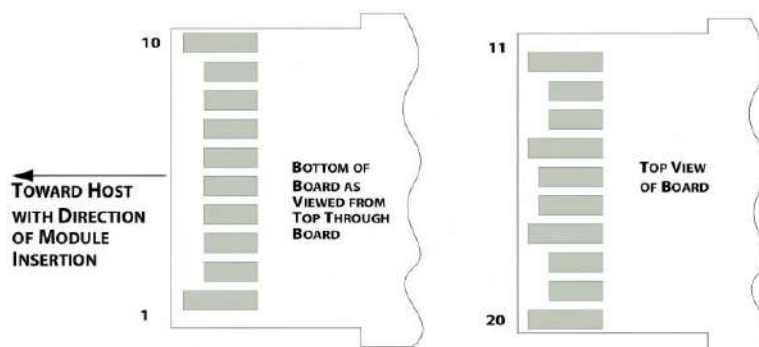 10
11
BOTTOM OF
BOARD AS
VIEWED FROM
TOP THROUGH
BOARD
TOP VIEW
OF BOARD
TOWARD HOST
WITH DIRECTION
OF MODULE
INSERTION
1
20